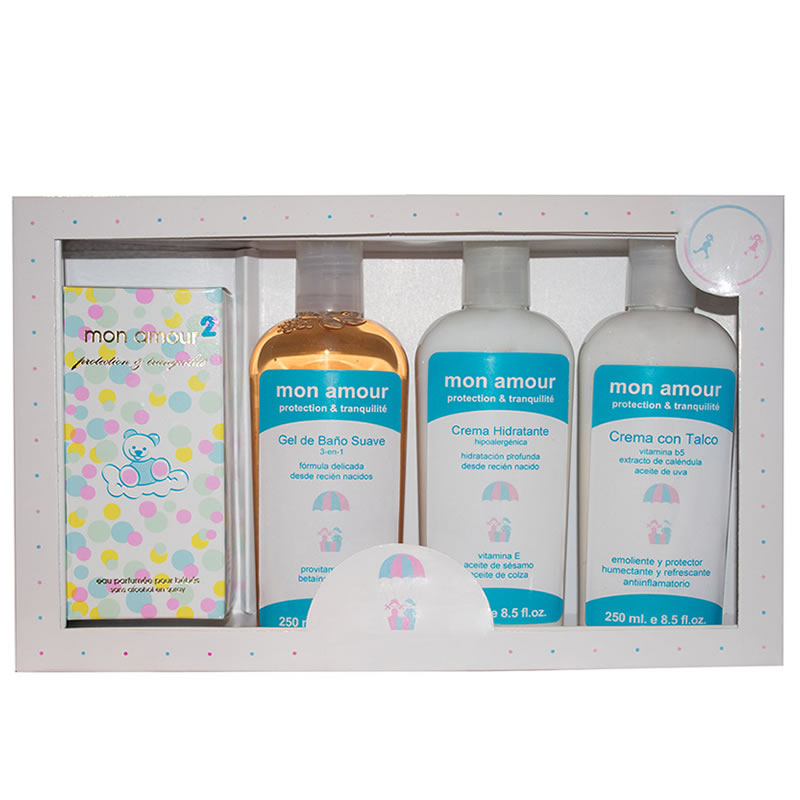 mon amour 2
protection & tranquilité
eau parfumée pour bébés
sans alcohol en spray
mon amour
protection & tranquilité
Gel de Baño Suave
3-en-1
fórmula delicada
desde recién nacidos
250
mon amour
protection & tranquilité
Crema Hidratante
hipoalergénica
hidratación profunda
desde recién nacido
vitamina E
aceite de sésamo
aceite de colza
e 8.5 fl.oz.
mon amour
protection & tranquilité
Crema con Talco
vitamina b5
extracto de caléndula
aceite de uva
emoliente y protector
humectante y refrescante
antiinflamatorio
250 ml. e 8.5 fl.oz.